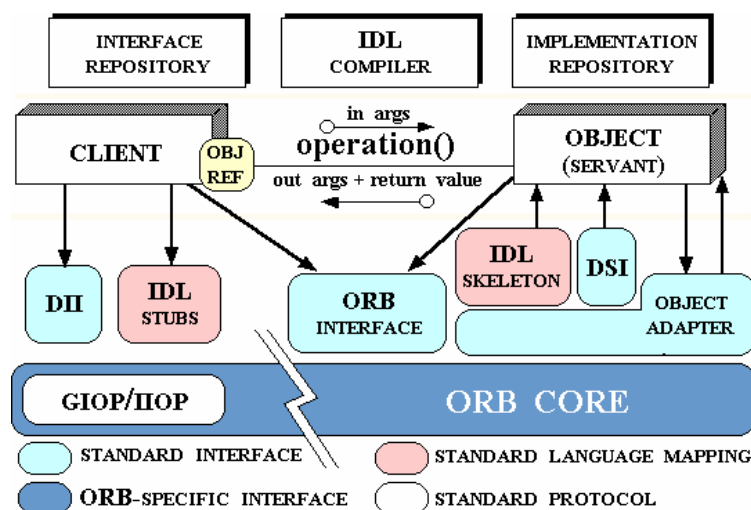 INTERFACE
REPOSITORY
IDL
COMPILER
IMPLEMENTATION
REPOSITORY
CLIENT
OBJ
REF
in args
operation()
out args + return value
OBJECT
(SERVANT)
DII
IDL
STUBS
ORB
INTERFACE
IDL
SKELETON
DSI
OBJECT
ADAPTER
GIOP/IIOP
ORB CORE
STANDARD INTERFACE
STANDARD LANGUAGE MAPPING
ORB-SPECIFIC INTERFACE
STANDARD PROTOCOL